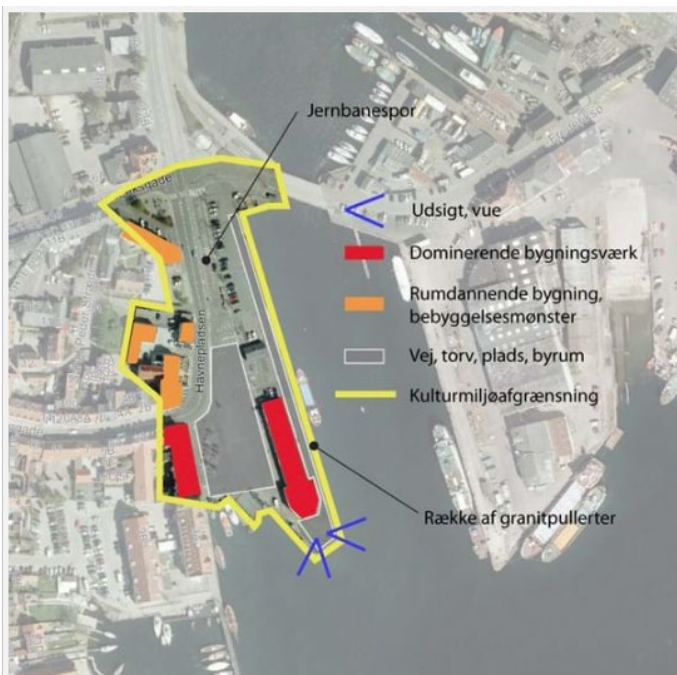 Jernbanespor
Udsigt, vue
Dominerende bygningsværk
Rumdannende bygning,
bebyggelsesmønster
Vej, torv, plads, byrum
Kulturmiljøafgrænsning
Havnepladsen
Række af granitpullerter